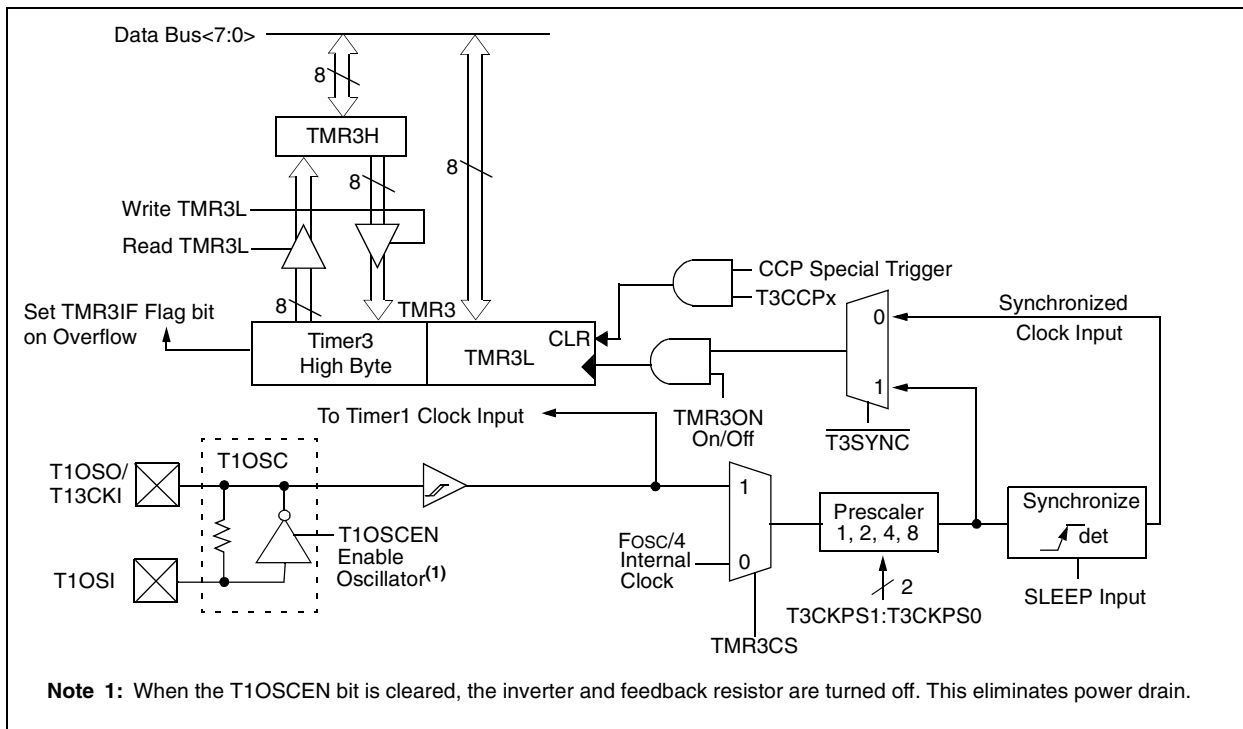 Data Bus<7:0>
8
TMR3H
8
8
Write TMR3L
Read TMR3L
8
TMR3
CCP Special Trigger
T3CCPx
Set TMR3IF Flag bit
on Overflow
Timer3
High Byte
TMR3L
CLR
0
1
Synchronized
Clock Input
To Timer1 Clock Input
TMR3ON
On/Off
T3SYNC
T1OSO/
T13CKI
T1OSC
1
Prescaler
1, 2, 4, 8
Synchronize
det
T1OSCEN
Enable
Oscillator(1)
FOSC/4
Internal
Clock
0
T1OSI
2
SLEEP Input
T3CKPS1:T3CKPS0
TMR3CS
Note 1: When the T1OSCEN bit is cleared, the inverter and feedback resistor are turned off. This eliminates power drain.